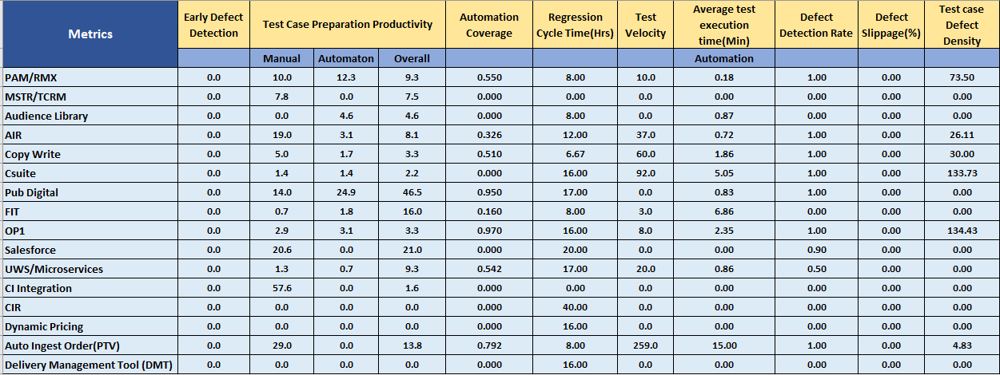 Metrics Early Defect Detection Test Case Preparation Productivity Automation Coverage Regression Cycle Time(Hrs) Test Velocity Average test execution time(Min) Defect Detection Rate Defect Slippage(%) Test case Defect Density
Manual Automaton Overall Automation
PAM/RMX 0.0 10.0 12.3 9.3 0.550 8.00 10.0 0.18 1.00 0.00 73.50
MSTR/TCRM 0.0 7.8 0.0 7.5 0.000 0.00 0.0 0.00 0.00 0.00 0.00
Audience Library 0.0 0.0 4.6 4.6 0.000 8.00 0.0 0.87 0.00 0.00 0.00
AIR 0.0 19.0 3.1 8.1 0.326 12.00 37.0 0.72 1.00 0.00 26.11
Copy Write 0.0 5.0 1.7 3.3 0.510 6.67 60.0 1.86 1.00 0.00 30.00
Csuite 0.0 1.4 1.4 2.2 0.000 16.00 92.0 5.05 1.00 0.00 133.73
Pub Digital 0.0 14.0 24.9 46.5 0.950 17.00 0.0 0.83 1.00 0.00 0.00
FIT 0.0 0.7 1.8 16.0 0.160 8.00 3.0 6.86 0.00 0.00 0.00
OP1 0.0 2.9 3.1 3.3 0.970 16.00 8.0 2.35 1.00 0.00 134.43
Salesforce 0.0 20.6 0.0 21.0 0.000 20.00 0.0 0.00 0.90 0.00 0.00
UWS/Microservices 0.0 1.3 0.7 9.3 0.542 17.00 20.0 0.86 0.50 0.00 0.00
CI Integration 0.0 57.6 0.0 1.6 0.000 0.00 0.0 0.00 0.00 0.00 0.00
CIR 0.0 0.0 0.0 0.0 0.000 40.00 0.0 0.00 0.00 0.00 0.00
Dynamic Pricing 0.0 0.0 0.0 0.0 0.000 16.00 0.0 0.00 0.00 0.00 0.00
Auto Ingest Order(PTV) 0.0 29.0 0.0 13.8 0.792 8.00 259.0 15.00 1.00 0.00 4.83
Delivery Management Tool (DMT) 0.0 0.0 0.0 0.0 0.000 16.00 0.0 0.00 0.00 0.00 0.00